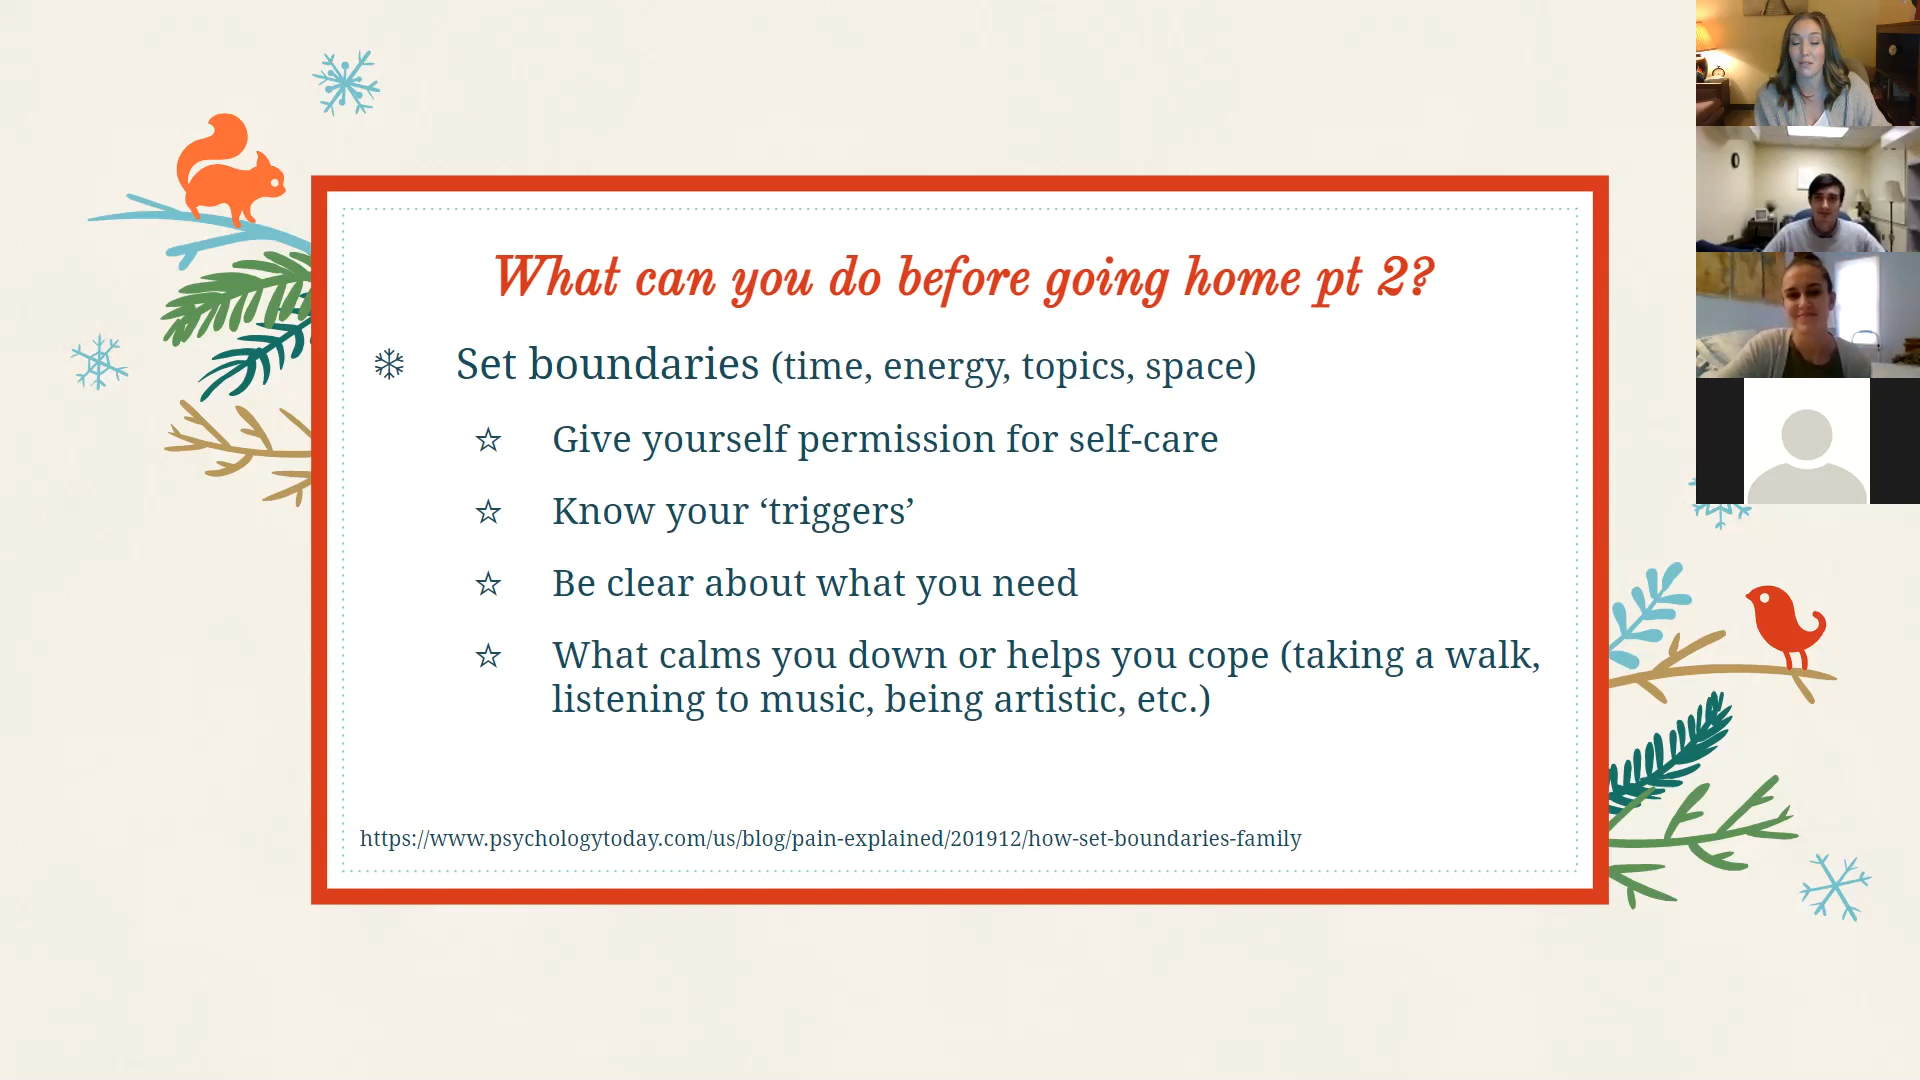 What can you do before going home pt 2?
Set boundaries (time, energy, topics, space)
Give yourself permission for self-care
Know your ‘triggers’
Be clear about what you need
What calms you down or helps you cope (taking a walk,
listening to music, being artistic, etc.)
https://www.psychologytoday.com/us/blog/pain-explained/201912/how-set-boundaries-family